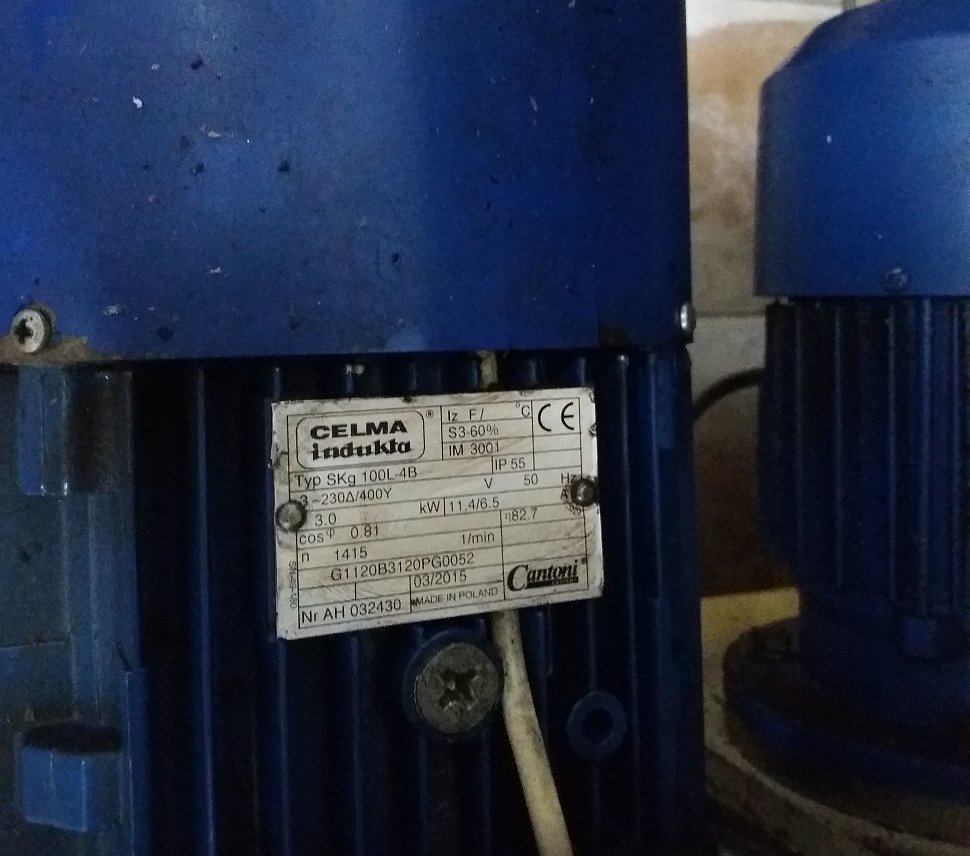 CELMA ®
indukta
Iz F/ °C
S3-60%
IM 3001
CE
Typ SKg 100L-4B
IP 55
3~230Δ/400Y V 50 Hz
3.0 kW 11.4/6.5 A
cosφ 0.81 η82.7
n 1415 1/min
G1120B3120PG0052
03/2015
Nr AH 032430
MADE IN POLAND
Cantoni